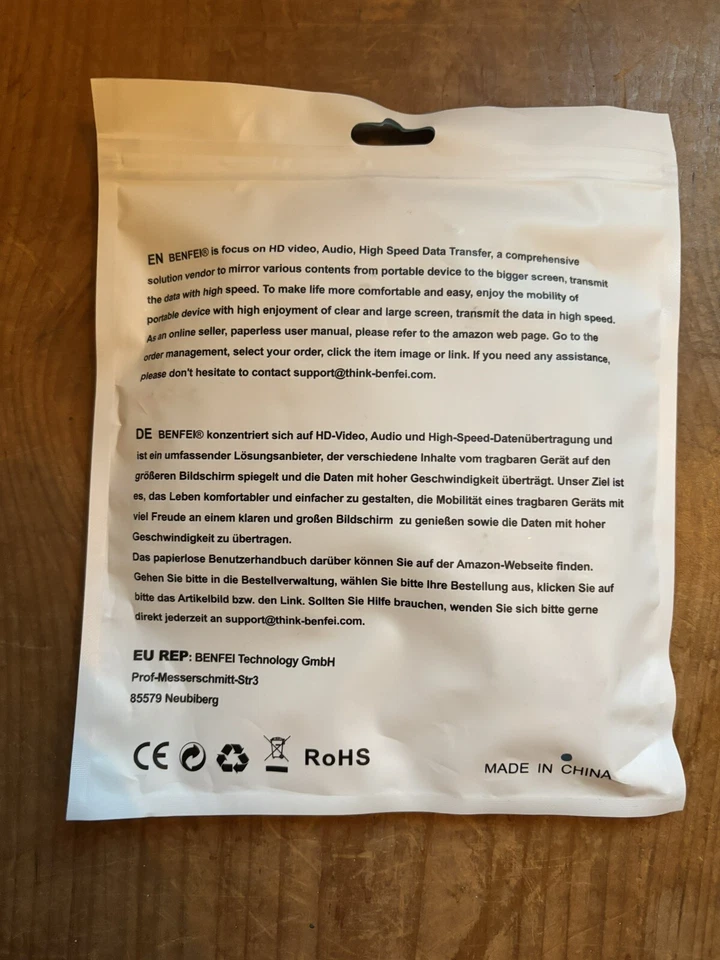 EN BENFEI® is focus on HD video, Audio, High Speed Data Transfer, a comprehensive
solution vendor to mirror various contents from portable device to the bigger screen, transmit
the data with high speed. To make life more comfortable and easy, enjoy the mobility of
portable device with high enjoyment of clear and large screen, transmit the data in high speed.
As an online seller, paperless user manual, please refer to the amazon web page. Go to the
order management, select your order, click the item image or link. If you need any assistance,
please don't hesitate to contact support@think-benfei.com.
DE BENFEI® konzentriert sich auf HD-Video, Audio und High-Speed-Datenübertragung und
ist ein umfassender Lösungsanbieter, der verschiedene Inhalte vom tragbaren Gerät auf den
größeren Bildschirm spiegelt und die Daten mit hoher Geschwindigkeit überträgt. Unser Ziel ist
es, das Leben komfortabler und einfacher zu gestalten, die Mobilität eines tragbaren Geräts mit
viel Freude an einem klaren und großen Bildschirm zu genießen sowie die Daten mit hoher
Geschwindigkeit zu übertragen.
Das papierlose Benutzerhandbuch darüber können Sie auf der Amazon-Webseite finden.
Gehen Sie bitte in die Bestellverwaltung, wählen Sie bitte Ihre Bestellung aus, klicken Sie auf
bitte das Artikelbild bzw. den Link. Sollten Sie Hilfe brauchen, wenden Sie sich bitte gerne
direkt jederzeit an support@think-benfei.com.
EU REP: BENFEI Technology GmbH
Prof-Messerschmitt-Str3
85579 Neubiberg
CE RoHS MADE IN CHINA